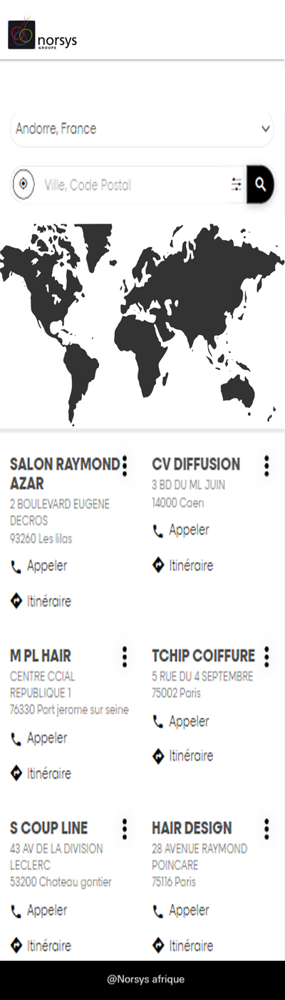 norsys
GROUPE
Andorre, France
Ville, Code Postal
SALON RAYMOND
AZAR
2 BOULEVARD EUGENE
DECROS
93260 Les lilas
Appeler
Itinéraire
CV DIFFUSION
3 BD DU ML JUIN
14000 Caen
Appeler
Itinéraire
M PL HAIR
CENTRE CCIAL
REPUBLIQUE 1
76330 Port jerome sur seine
Appeler
Itinéraire
TCHIP COIFFURE
5 RUE DU 4 SEPTEMBRE
75002 Paris
Appeler
Itinéraire
S COUP LINE
43 AV DE LA DIVISION
LECLERC
53200 Chateau gontier
Appeler
Itinéraire
HAIR DESIGN
28 AVENUE RAYMOND
POINCARE
75116 Paris
Appeler
Itinéraire
@Norsys afrique